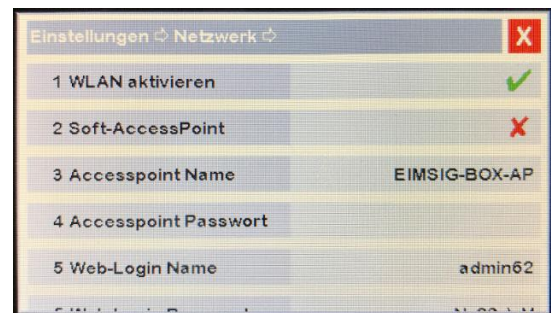 Einstellungen ⇨ Netzwerk ⇨ X
1 WLAN aktivieren
2 Soft-AccessPoint
3 Accesspoint Name EIMSIG-BOX-AP
4 Accesspoint Passwort
5 Web-Login Name admin62